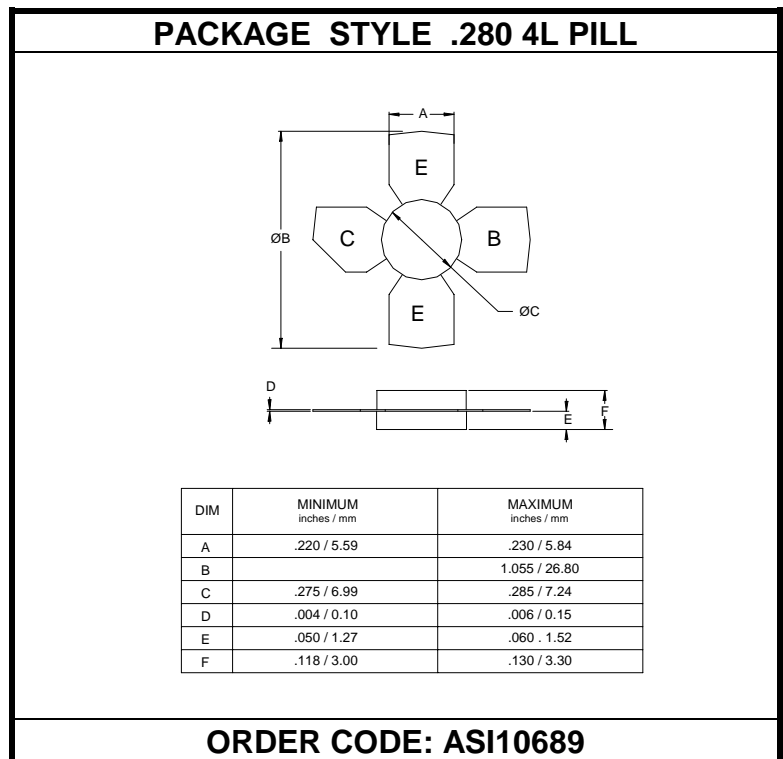 PACKAGE STYLE .280 4L PILL
A
E
ØB
C
B
E
ØC
D
E
F
DIM MINIMUM MAXIMUM
inches / mm inches / mm
A .220 / 5.59 .230 / 5.84
B 1.055 / 26.80
C .275 / 6.99 .285 / 7.24
D .004 / 0.10 .006 / 0.15
E .050 / 1.27 .060 . 1.52
F .118 / 3.00 .130 / 3.30
ORDER CODE: ASI10689